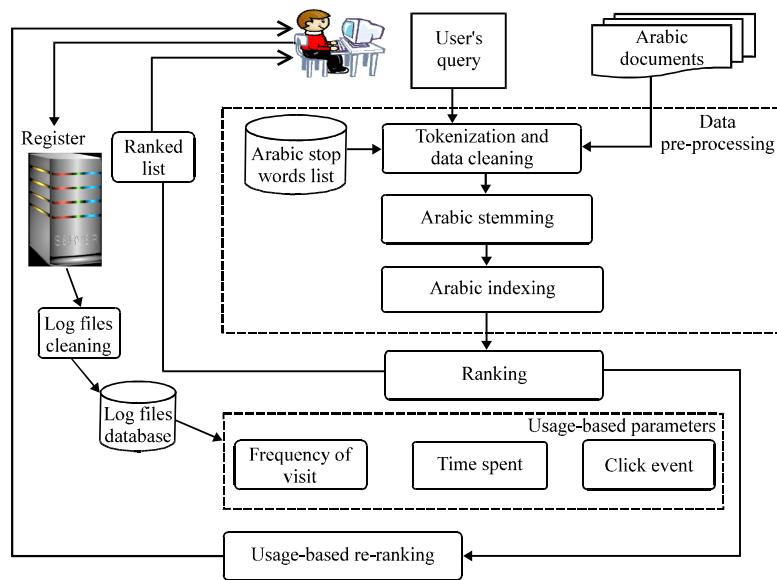 User's
query
Arabic
documents
Register
Ranked
list
Arabic stop
words list
Tokenization and
data cleaning
Data
pre-processing
Arabic stemming
SERVER
Arabic indexing
Log files
cleaning
Ranking
Log files
database
Usage-based parameters
Frequency of
visit
Time spent
Click event
Usage-based re-ranking